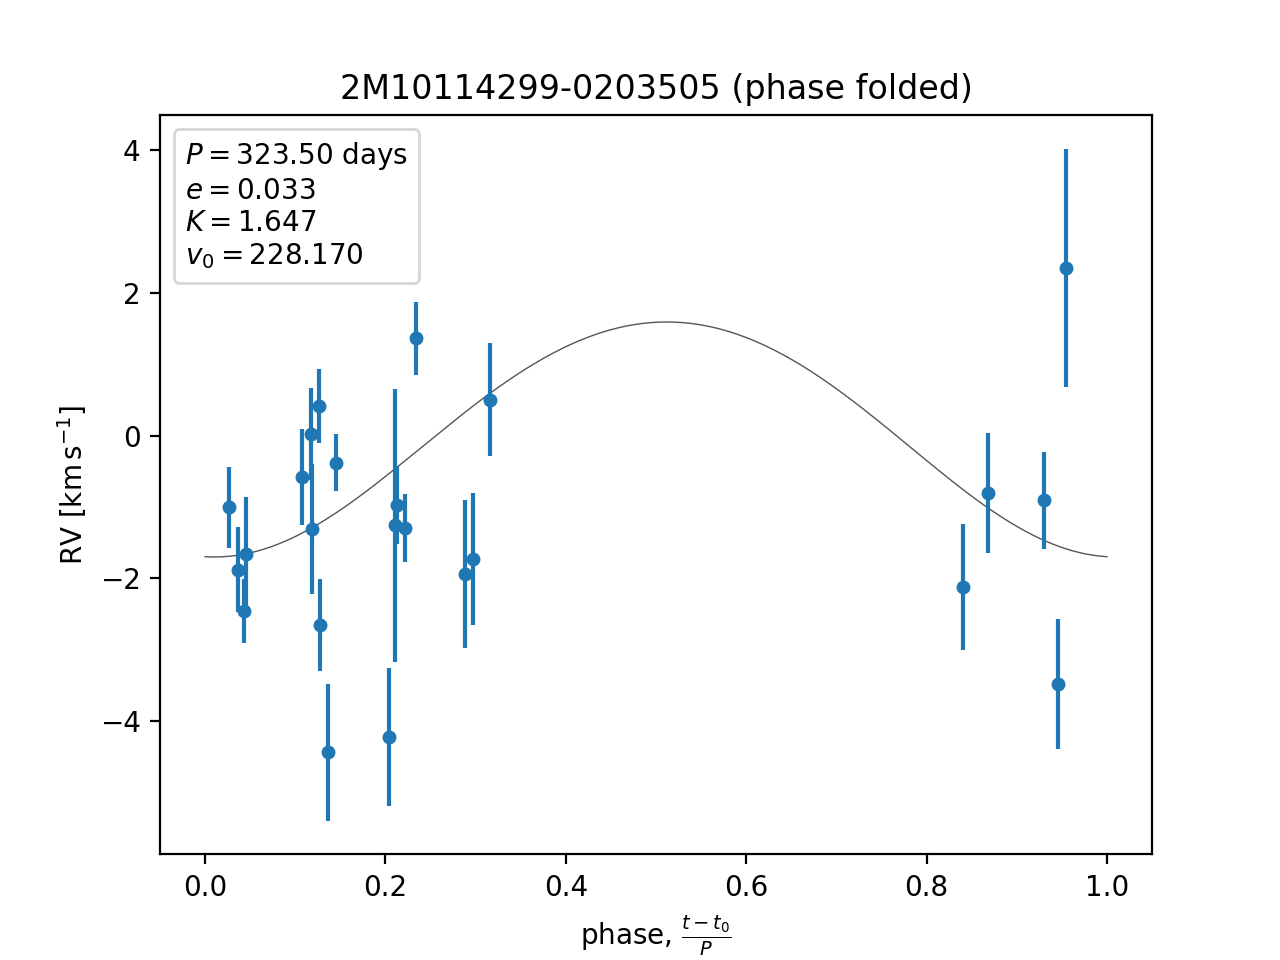 2M10114299-0203505 (phase folded)
P = 323.50 days
e = 0.033
K = 1.647
v₀ = 228.170
4
2
0
−2
−4
RV [km s⁻¹]
0.0 0.2 0.4 0.6 0.8 1.0
phase, (t − t₀)/P